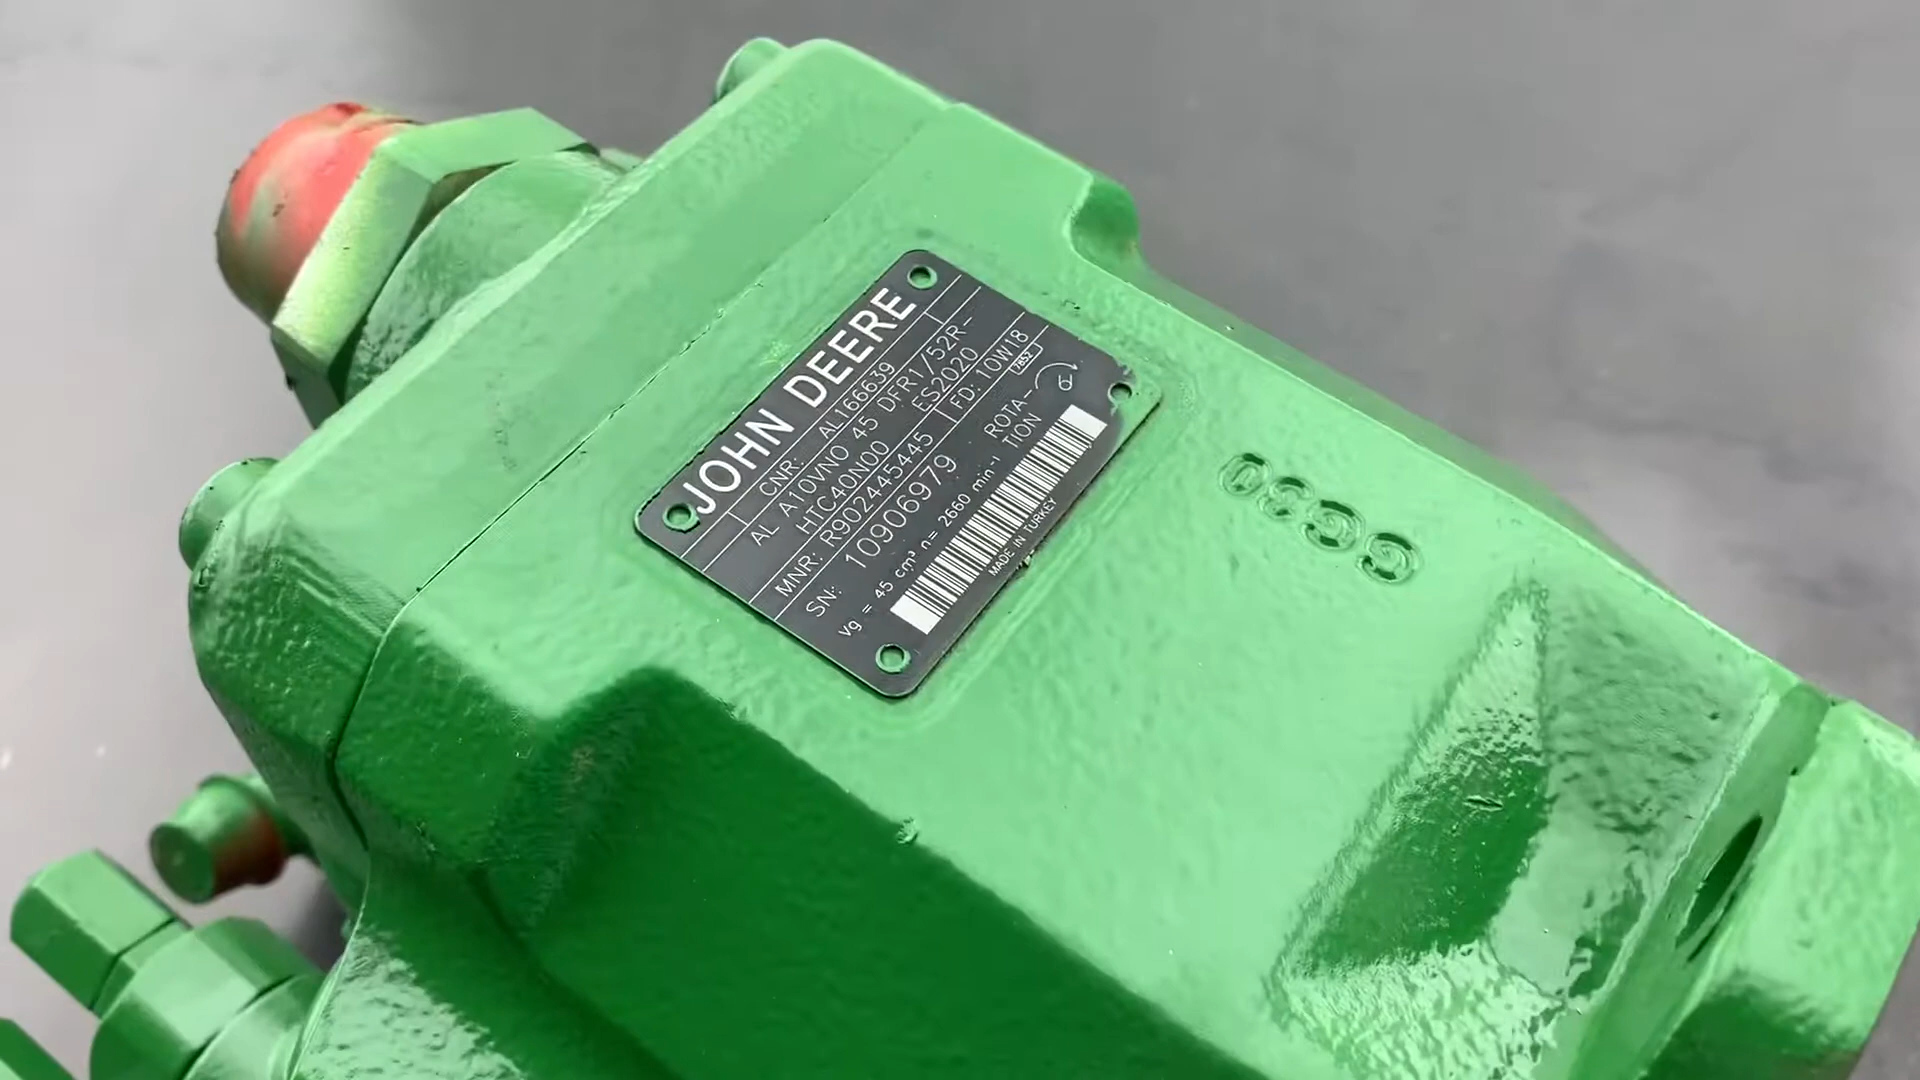 JOHN DEERE
CNR: AL166639
AL A10VNO 45 DFR1/52R-
HTC40N00 ES2020
MNR: R902445445 FD: 10W18
SN: 10906979
7852
ROTA-
TION
Vg = 45 cm³ n= 2660 min-¹
MADE IN TURKEY